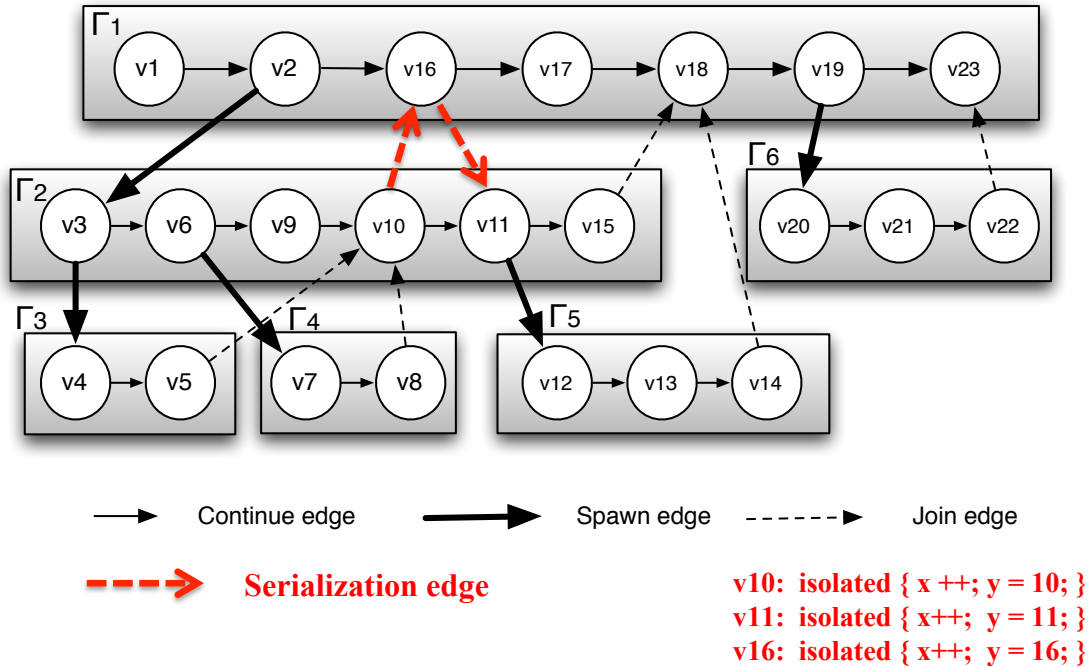 Γ1
v1 v2 v16 v17 v18 v19 v23
Γ2
v3 v6 v9 v10 v11 v15
Γ6
v20 v21 v22
Γ3
v4 v5
Γ4
v7 v8
Γ5
v12 v13 v14
Continue edge Spawn edge Join edge
Serialization edge
v10: isolated { x ++; y = 10; }
v11: isolated { x++; y = 11; }
v16: isolated { x++; y = 16; }